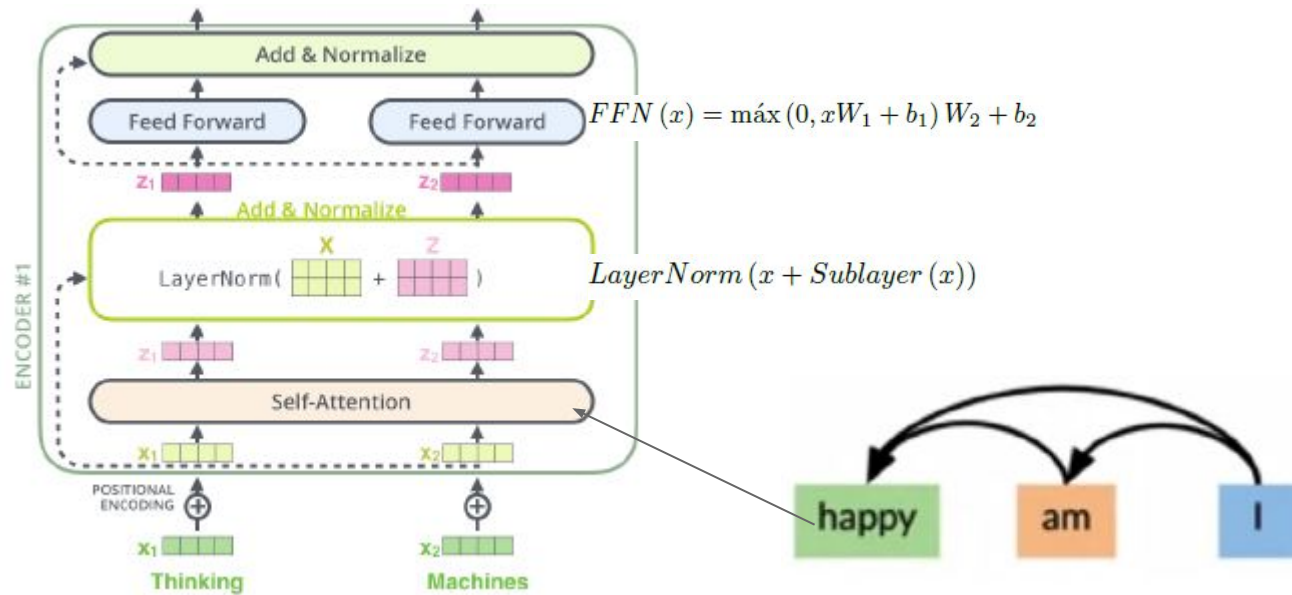 Add & Normalize
Feed Forward
Feed Forward
FFN (x) = máx (0, xW₁ + b₁) W₂ + b₂
z₁
z₂
Add & Normalize
X
Z
LayerNorm( + )
LayerNorm (x + Sublayer (x))
ENCODER #1
z₁
z₂
Self-Attention
x₁
x₂
POSITIONAL
ENCODING
happy
am
I
x₁
x₂
Thinking
Machines